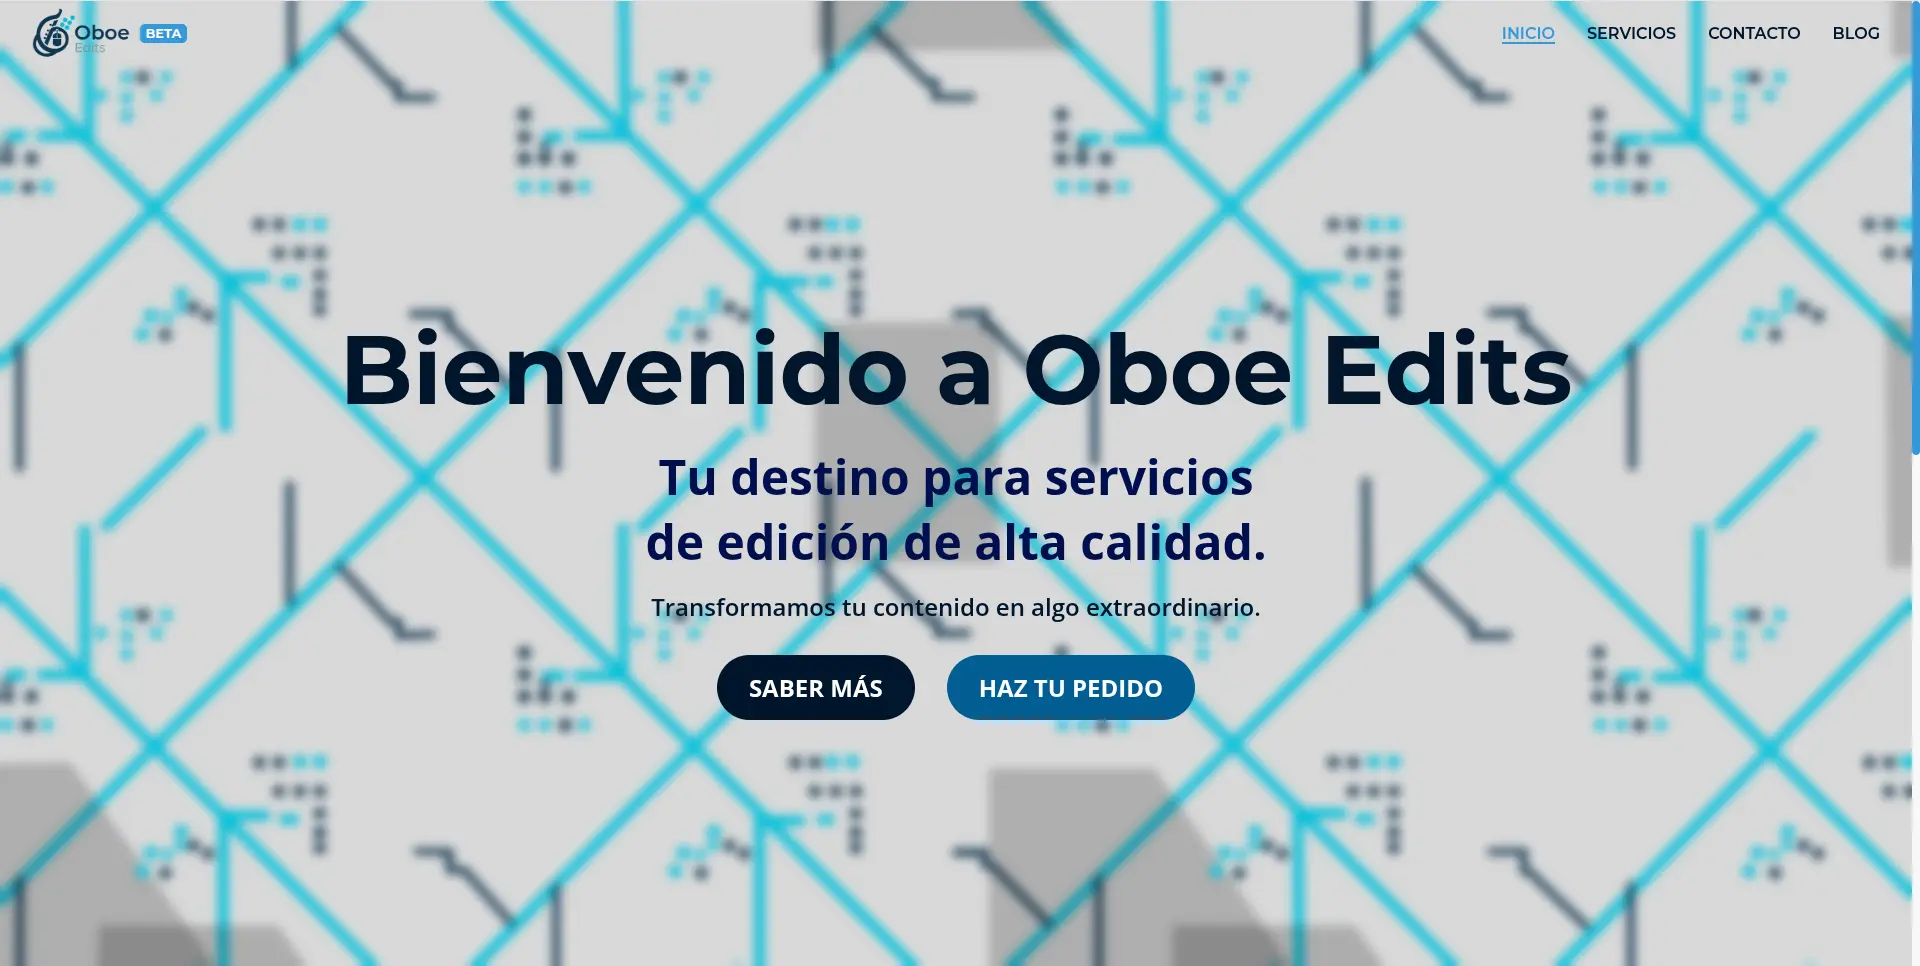 Oboe BETA
Edits
INICIO SERVICIOS CONTACTO BLOG
Bienvenido a Oboe Edits
Tu destino para servicios
de edición de alta calidad.
Transformamos tu contenido en algo extraordinario.
SABER MÁS HAZ TU PEDIDO